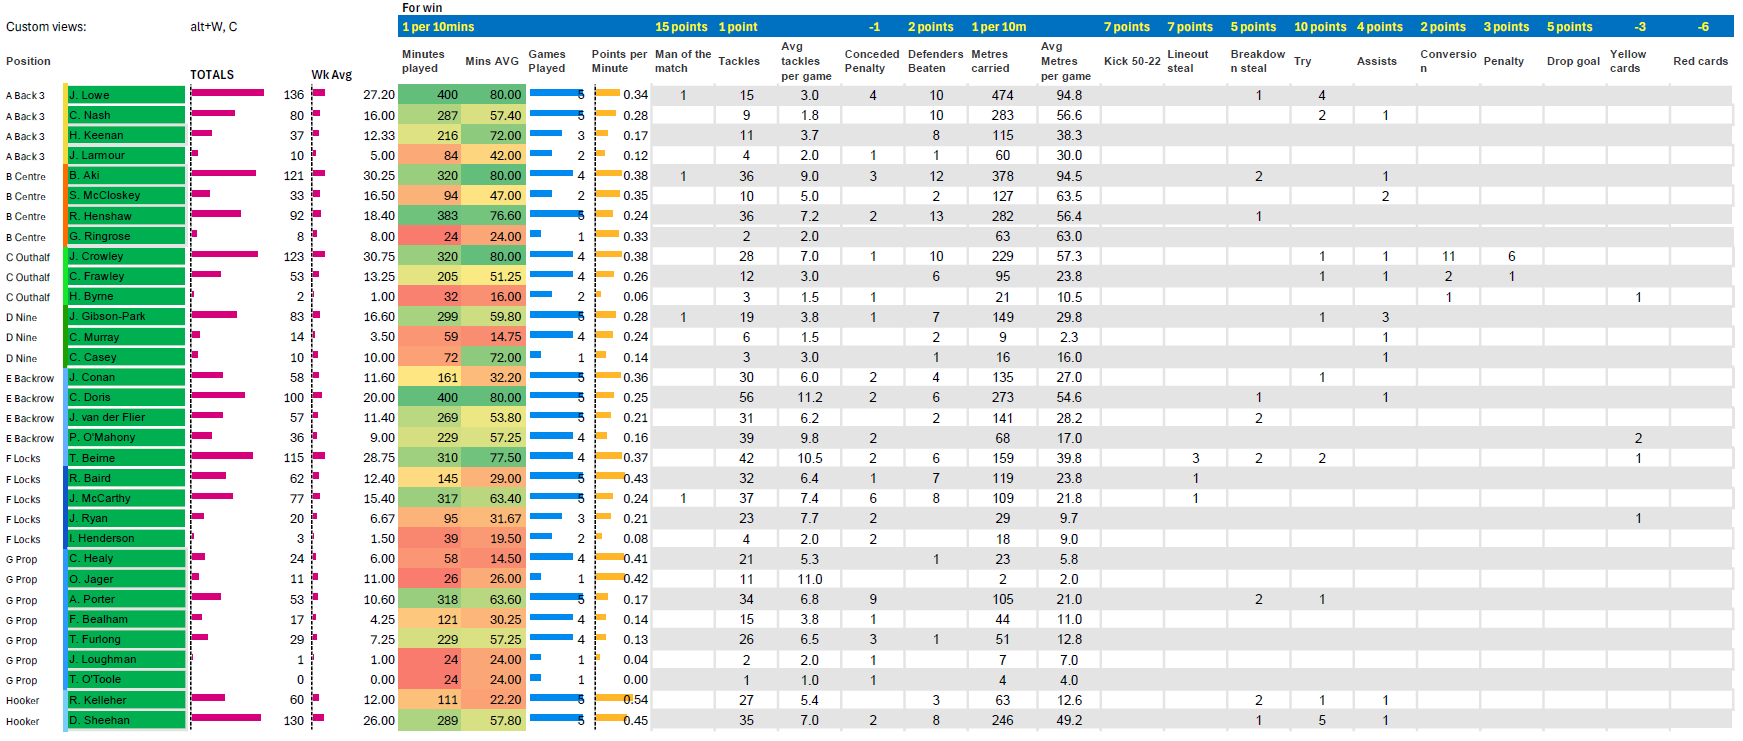 For win
Custom views: alt+W, C 1 per 10mins 15 points 1 point -1 2 points 1 per 10m 7 points 7 points 5 points 10 points 4 points 2 points 3 points 5 points -3 -6
Position TOTALS Wk Avg Minutes played Mins AVG Games Played Points per Minute Man of the match Tackles Avg tackles per game Conceded Penalty Defenders Beaten Metres carried Avg Metres per game Kick 50-22 Lineout steal Breakdow n steal Try Assists Conversio n Penalty Drop goal Yellow cards Red cards
A Back 3 J. Lowe 136 27.20 400 80.00 5 0.34 1 15 3.0 4 10 474 94.8 1 4
A Back 3 C. Nash 80 16.00 287 57.40 5 0.28 9 1.8 10 283 56.6 2 1
A Back 3 H. Keenan 37 12.33 216 72.00 3 0.17 11 3.7 8 115 38.3
A Back 3 J. Larmour 10 5.00 84 42.00 2 0.12 4 2.0 1 1 60 30.0
B Centre B. Aki 121 30.25 320 80.00 4 0.38 1 36 9.0 3 12 378 94.5 2 1
B Centre S. McCloskey 33 16.50 94 47.00 2 0.35 10 5.0 2 127 63.5 2
B Centre R. Henshaw 92 18.40 383 76.60 5 0.24 36 7.2 2 13 282 56.4 1
B Centre G. Ringrose 8 8.00 24 24.00 1 0.33 2 2.0 63 63.0
C Outhalf J. Crowley 123 30.75 320 80.00 4 0.38 28 7.0 1 10 229 57.3 1 1 11 6
C Outhalf C. Frawley 53 13.25 205 51.25 4 0.26 12 3.0 6 95 23.8 1 1 2 1
C Outhalf H. Byrne 2 1.00 32 16.00 2 0.06 3 1.5 1 21 10.5 1 1
D Nine J. Gibson-Park 83 16.60 299 59.80 5 0.28 1 19 3.8 1 7 149 29.8 1 3
D Nine C. Murray 14 3.50 59 14.75 4 0.24 6 1.5 2 9 2.3 1
D Nine C. Casey 10 10.00 72 72.00 1 0.14 3 3.0 1 16 16.0 1
E Backrow J. Conan 58 11.60 161 32.20 5 0.36 30 6.0 2 4 135 27.0 1
E Backrow C. Doris 100 20.00 400 80.00 5 0.25 56 11.2 2 6 273 54.6 1 1
E Backrow J. van der Flier 57 11.40 269 53.80 5 0.21 31 6.2 2 141 28.2 2
E Backrow P. O'Mahony 36 9.00 229 57.25 4 0.16 39 9.8 2 68 17.0 2
F Locks T. Beirne 115 28.75 310 77.50 4 0.37 42 10.5 2 6 159 39.8 3 2 2 1
F Locks R. Baird 62 12.40 145 29.00 5 0.43 32 6.4 1 7 119 23.8 1
F Locks J. McCarthy 77 15.40 317 63.40 5 0.24 1 37 7.4 6 8 109 21.8 1
F Locks J. Ryan 20 6.67 95 31.67 3 0.21 23 7.7 2 29 9.7 1
F Locks I. Henderson 3 1.50 39 19.50 2 0.08 4 2.0 2 18 9.0
G Prop C. Healy 24 6.00 58 14.50 4 0.41 21 5.3 1 23 5.8
G Prop O. Jager 11 11.00 26 26.00 1 0.42 11 11.0 2 2.0
G Prop A. Porter 53 10.60 318 63.60 5 0.17 34 6.8 9 105 21.0 2 1
G Prop F. Bealham 17 4.25 121 30.25 4 0.14 15 3.8 1 44 11.0
G Prop T. Furlong 29 7.25 229 57.25 4 0.13 26 6.5 3 1 51 12.8
G Prop J. Loughman 1 1.00 24 24.00 1 0.04 2 2.0 1 7 7.0
G Prop T. O'Toole 0 0.00 24 24.00 1 0.00 1 1.0 1 4 4.0
Hooker R. Kelleher 60 12.00 111 22.20 5 0.54 27 5.4 3 63 12.6 2 1 1
Hooker D. Sheehan 130 26.00 289 57.80 5 0.45 35 7.0 2 8 246 49.2 1 5 1